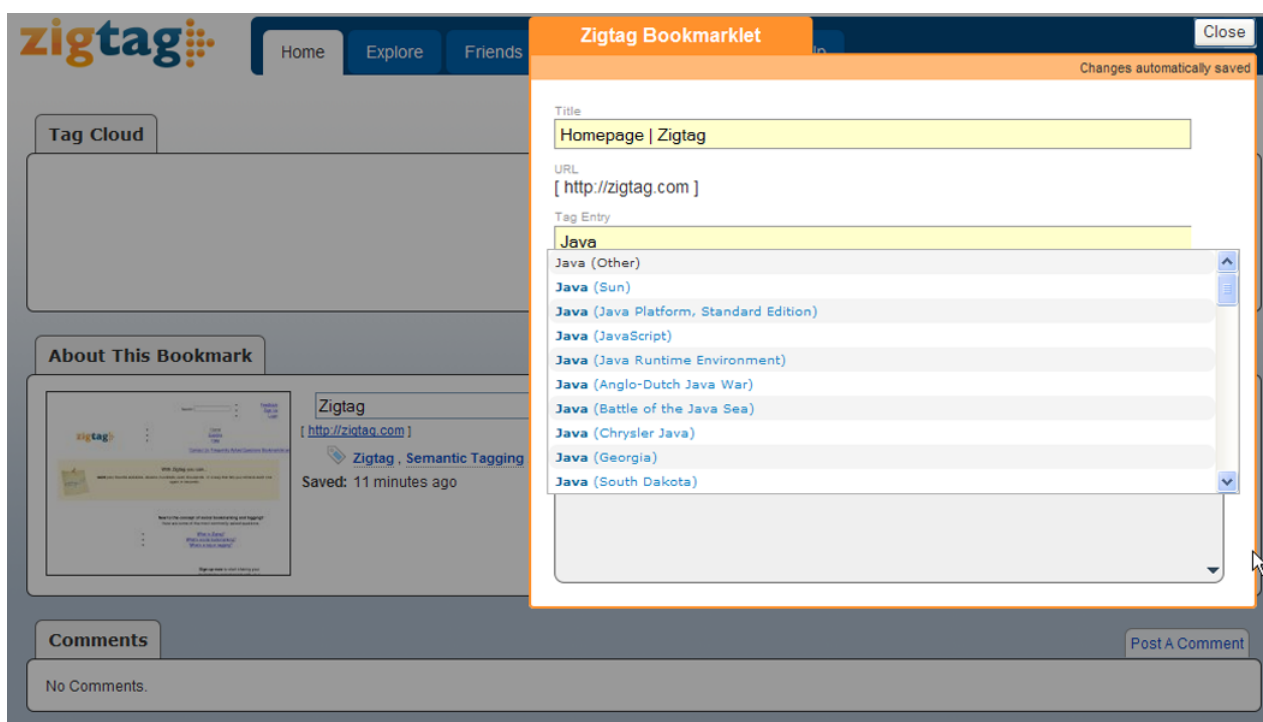 zigtag
Home
Explore
Friends
Zigtag Bookmarklet
Close
Changes automatically saved
Title
Homepage | Zigtag
URL
[ http://zigtag.com ]
Tag Entry
Java
Java (Other)
Java (Sun)
Java (Java Platform, Standard Edition)
Java (JavaScript)
Java (Java Runtime Environment)
Java (Anglo-Dutch Java War)
Java (Battle of the Java Sea)
Java (Chrysler Java)
Java (Georgia)
Java (South Dakota)
Tag Cloud
About This Bookmark
zigtag
Zigtag
[ http://zigtag.com ]
Zigtag , Semantic Tagging
Saved: 11 minutes ago
Comments
Post A Comment
No Comments.